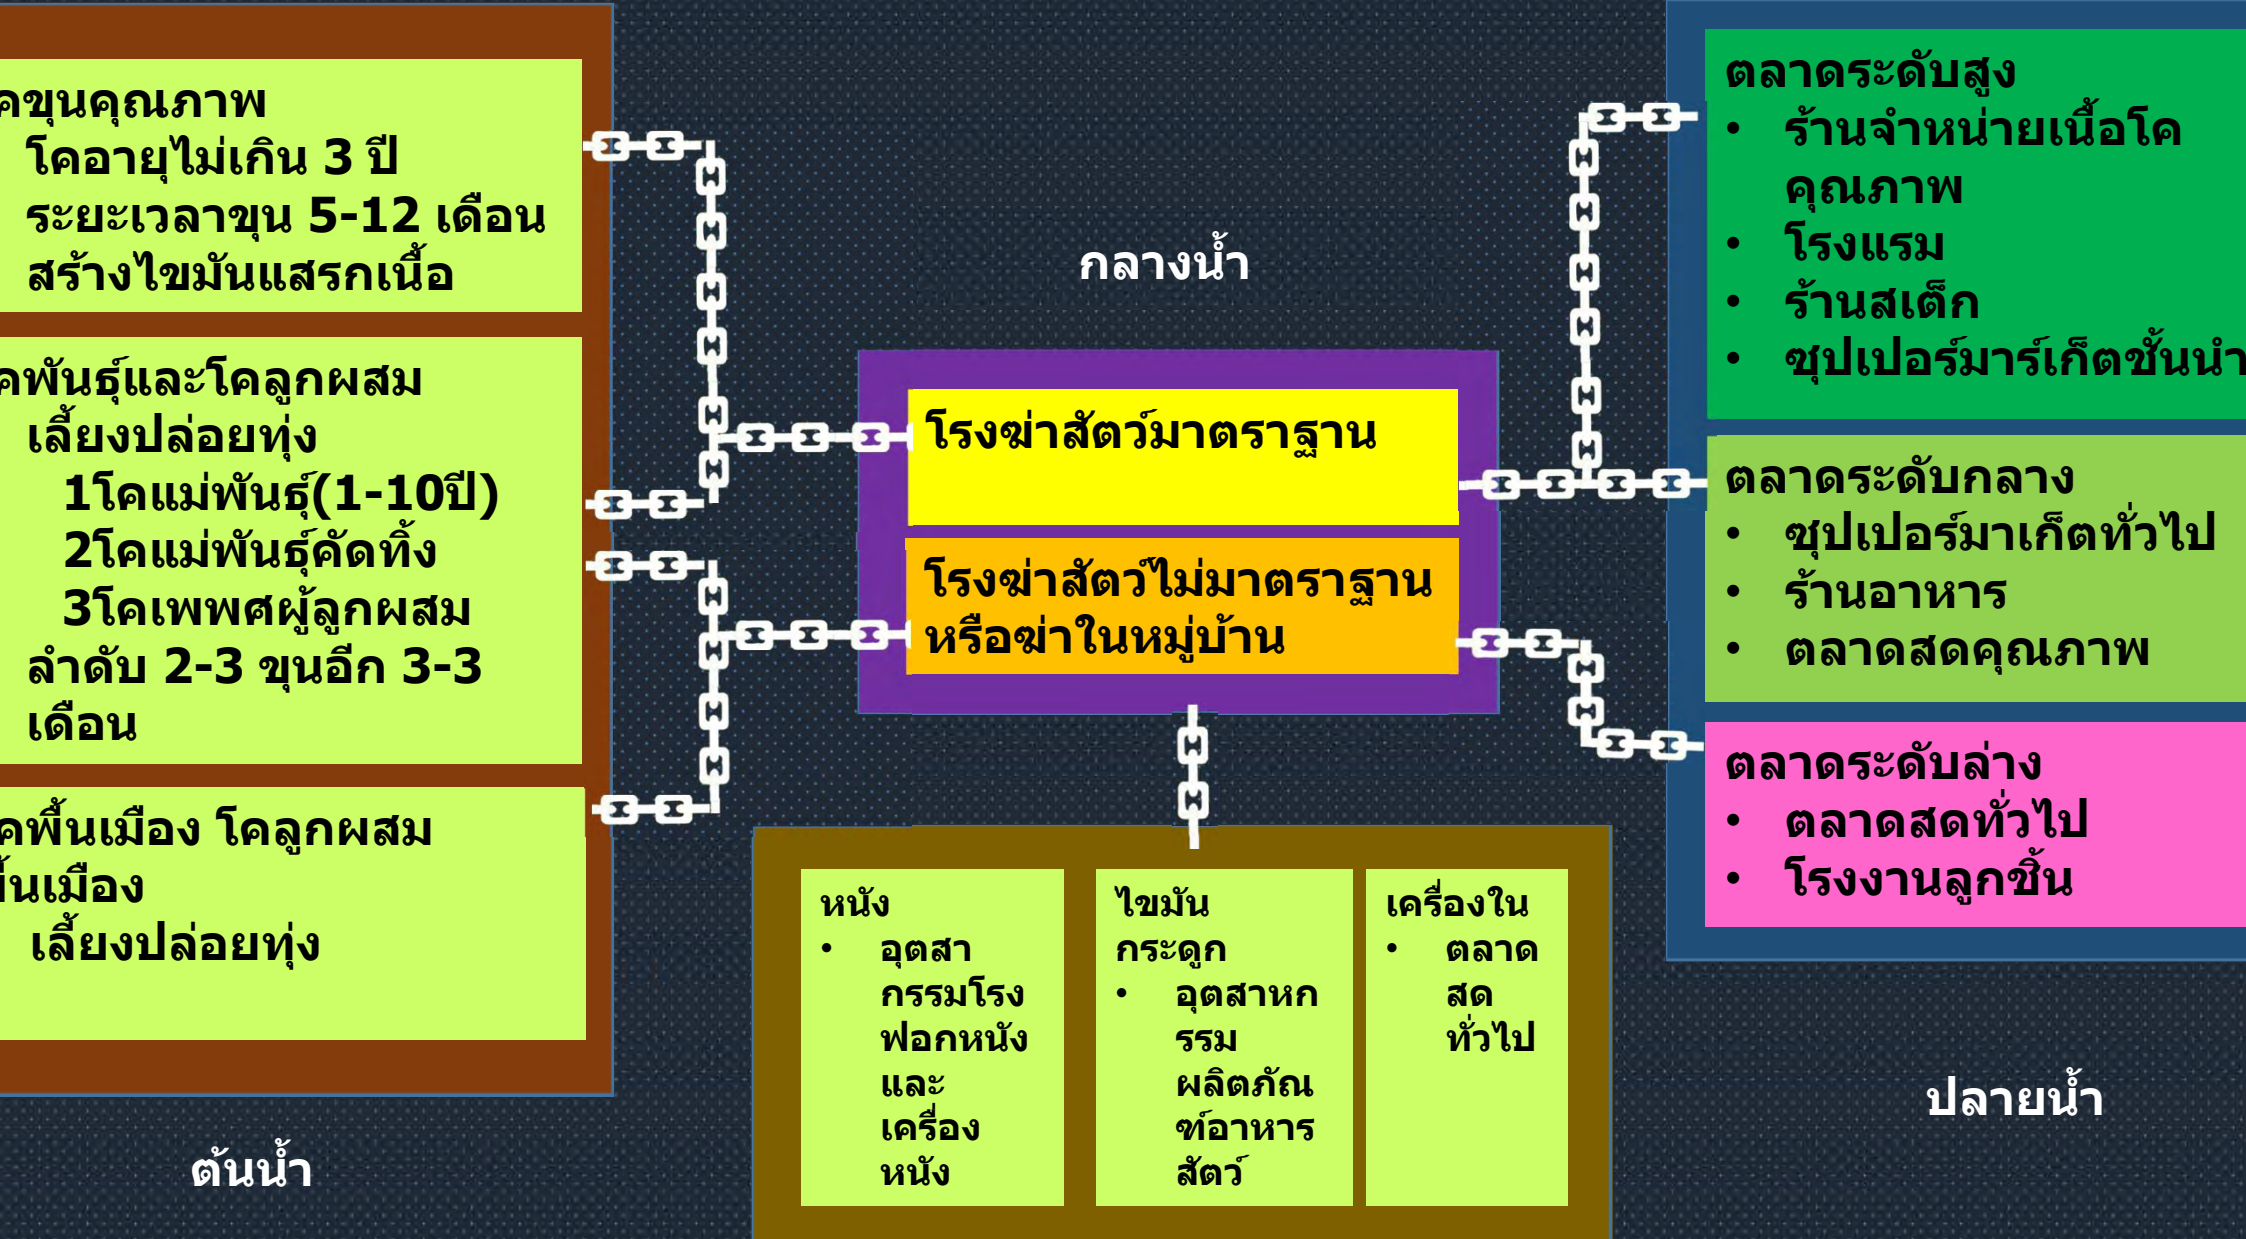 คขุนคุณภาพ
โคอายุไม่เกิน 3 ปี
ระยะเวลาขุน 5-12 เดือน
สร้างไขมันแสรกเนื้อ
คพันธุ์และโคลูกผสม
เลี้ยงปล่อยทุ่ง
1โคแม่พันธุ์(1-10ปี)
2โคแม่พันธุ์คัดทิ้ง
3โคเพพศผู้ลูกผสม
ลำดับ 2-3 ขุนอีก 3-3
เดือน
คพื้นเมือง โคลูกผสม
ื้นเมือง
เลี้ยงปล่อยทุ่ง
ต้นน้ำ
กลางน้ำ
โรงฆ่าสัตว์มาตราฐาน
โรงฆ่าสัตว์ไม่มาตราฐาน
หรือฆ่าในหมู่บ้าน
หนัง
• อุตสา
กรรมโรง
ฟอกหนัง
และ
เครื่อง
หนัง
ไขมัน
กระดูก
• อุตสาหก
รรม
ผลิตภัณ
ฑ์อาหาร
สัตว์
เครื่องใน
• ตลาด
สด
ทั่วไป
ตลาดระดับสูง
• ร้านจำหน่ายเนื้อโค
คุณภาพ
• โรงแรม
• ร้านสเต็ก
• ซุปเปอร์มาร์เก็ตชั้นนำ
ตลาดระดับกลาง
• ซุปเปอร์มาเก็ตทั่วไป
• ร้านอาหาร
• ตลาดสดคุณภาพ
ตลาดระดับล่าง
• ตลาดสดทั่วไป
• โรงงานลูกชิ้น
ปลายน้ำ